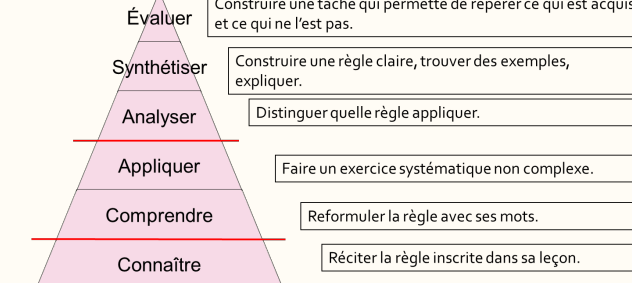 Construire une tâche qui permette de repérer ce qui est acquis
et ce qui ne l'est pas.
Évaluer
Construire une règle claire, trouver des exemples,
expliquer.
Synthétiser
Distinguer quelle règle appliquer.
Analyser
Appliquer
Faire un exercice systématique non complexe.
Comprendre
Reformuler la règle avec ses mots.
Connaître
Réciter la règle inscrite dans sa leçon.